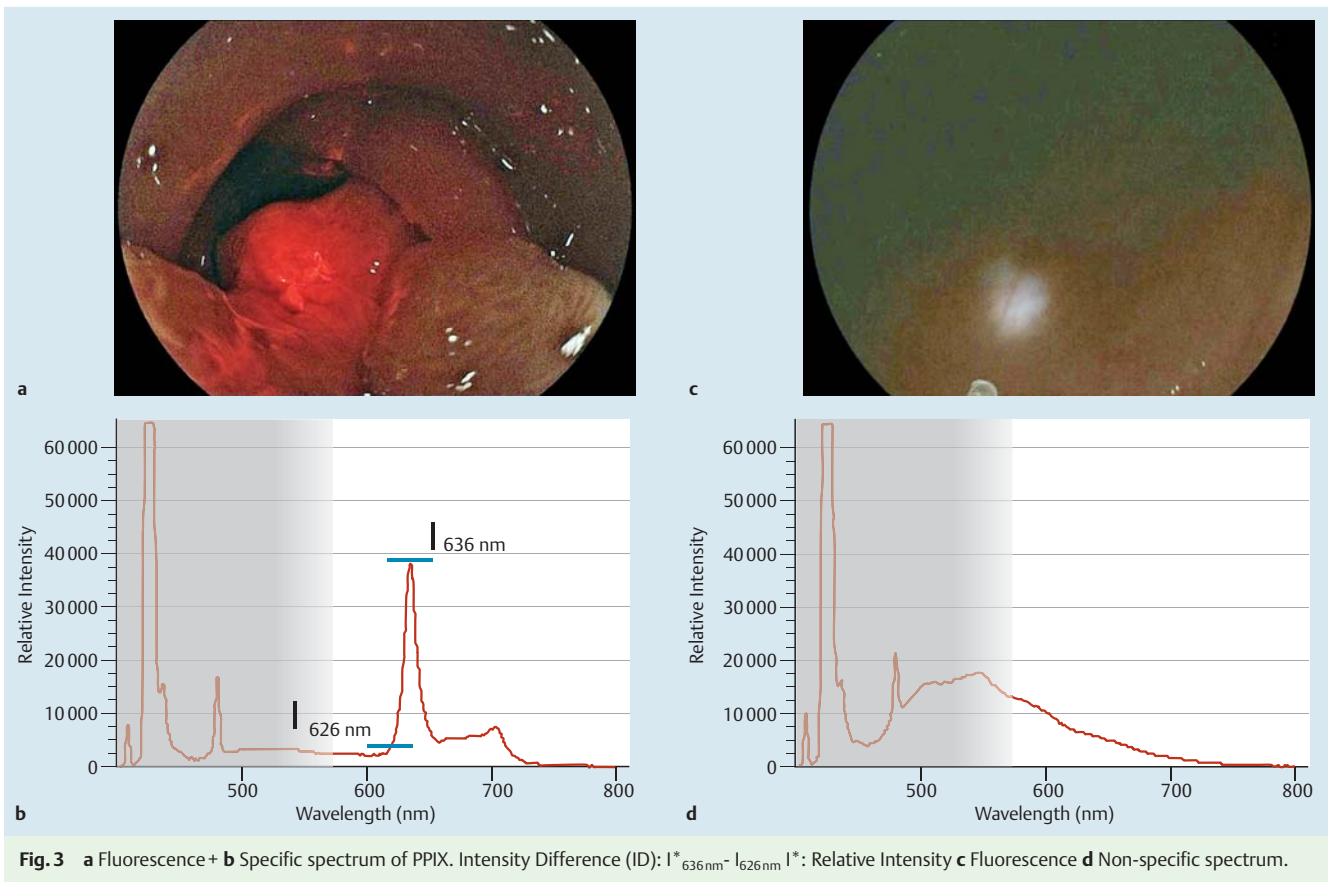 a
c
60 000
50 000
40 000
30 000
20 000
10 000
0
Relative Intensity
636 nm
626 nm
500
600
700
800
Wavelength (nm)
b
60 000
50 000
40 000
30 000
20 000
10 000
0
Relative Intensity
500
600
700
800
Wavelength (nm)
d
Fig. 3 a Fluorescence+ b Specific spectrum of PPIX. Intensity Difference (ID): I*636 nm- I626 nm I*: Relative Intensity c Fluorescence d Non-specific spectrum.